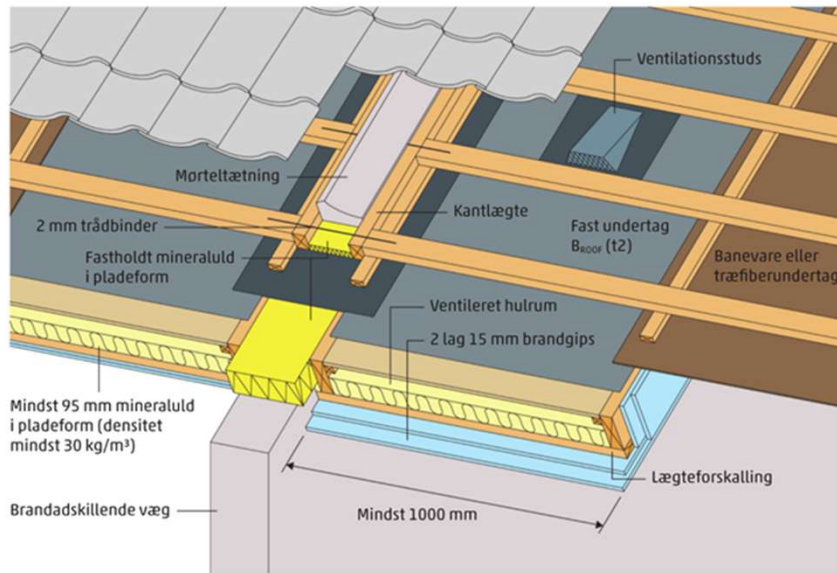 Ventilationsstuds
Mørteltætning
Kantlægte
2 mm trådbinder
Fast undertag
BROOF (t2)
Fastholdt mineraluld
i pladeform
Banevare eller
træfiberundertag
Ventileret hulrum
2 lag 15 mm brandgips
Mindst 95 mm mineraluld
i pladeform (densitet
mindst 30 kg/m³)
Lægteforskalling
Brandadskillende væg
Mindst 1000 mm